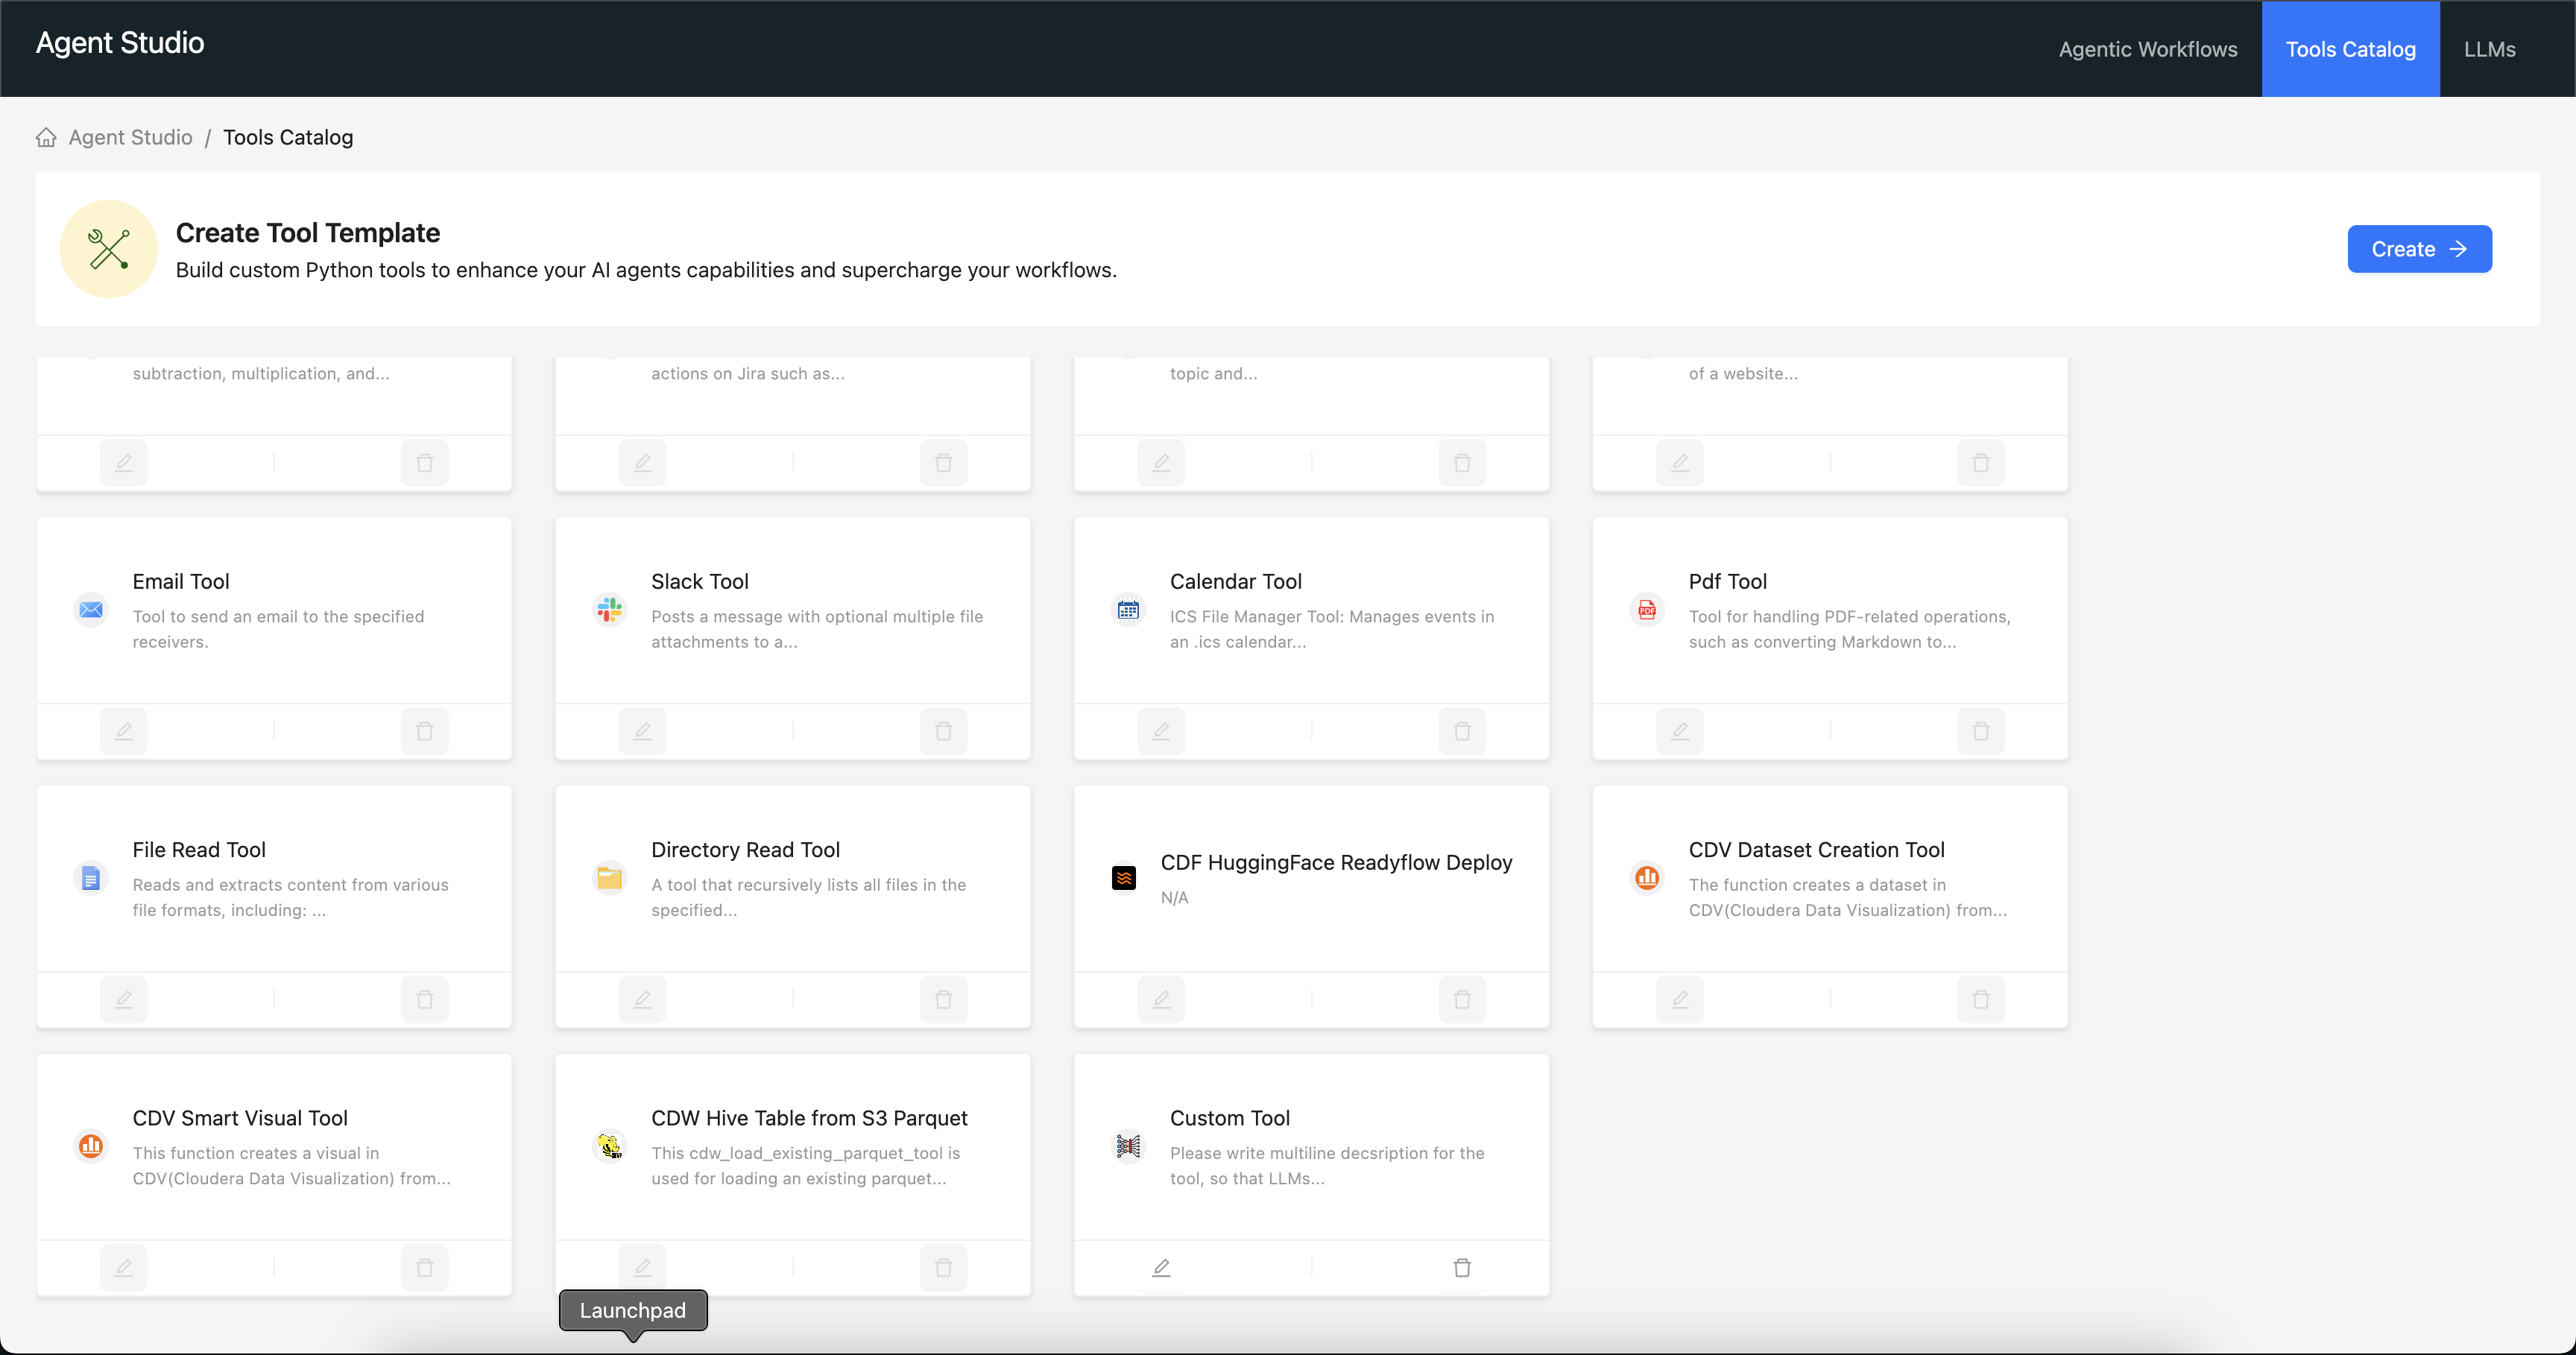 Agent Studio
Agentic Workflows
Tools Catalog
LLMs
Agent Studio / Tools Catalog
Create Tool Template
Build custom Python tools to enhance your AI agents capabilities and supercharge your workflows.
Create
subtraction, multiplication, and...
actions on Jira such as...
topic and...
of a website...
Email Tool
Tool to send an email to the specified
receivers.
Slack Tool
Posts a message with optional multiple file
attachments to a...
Calendar Tool
ICS File Manager Tool: Manages events in
an .ics calendar...
Pdf Tool
PDF
Tool for handling PDF-related operations,
such as converting Markdown to...
File Read Tool
Reads and extracts content from various
file formats, including: ...
Directory Read Tool
A tool that recursively lists all files in the
specified...
CDF HuggingFace Readyflow Deploy
N/A
CDV Dataset Creation Tool
The function creates a dataset in
CDV(Cloudera Data Visualization) from...
CDV Smart Visual Tool
This function creates a visual in
CDV(Cloudera Data Visualization) from...
CDW Hive Table from S3 Parquet
This cdw_load_existing_parquet_tool is
used for loading an existing parquet...
Custom Tool
Please write multiline decsription for the
tool, so that LLMs...
Launchpad